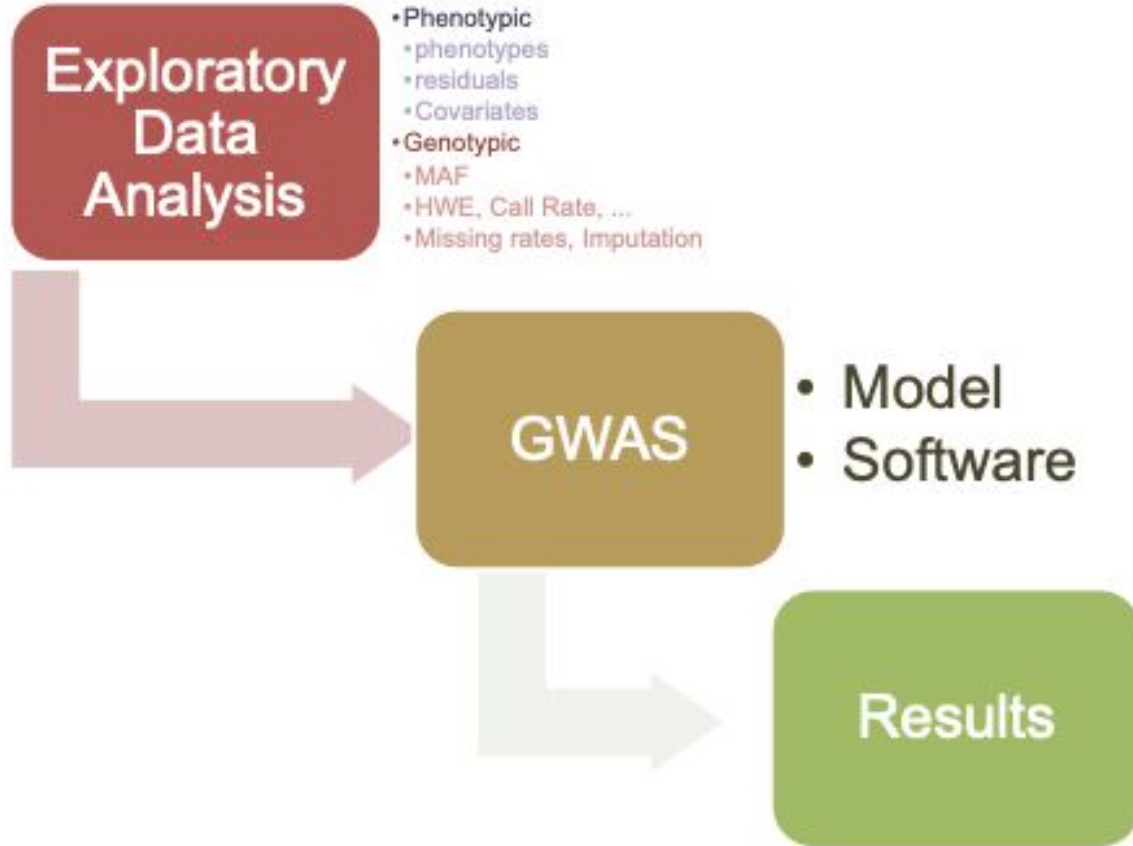 Exploratory
Data
Analysis
•Phenotypic
•phenotypes
•residuals
•Covariates
•Genotypic
•MAF
•HWE, Call Rate, ...
•Missing rates, Imputation
GWAS
• Model
• Software
Results